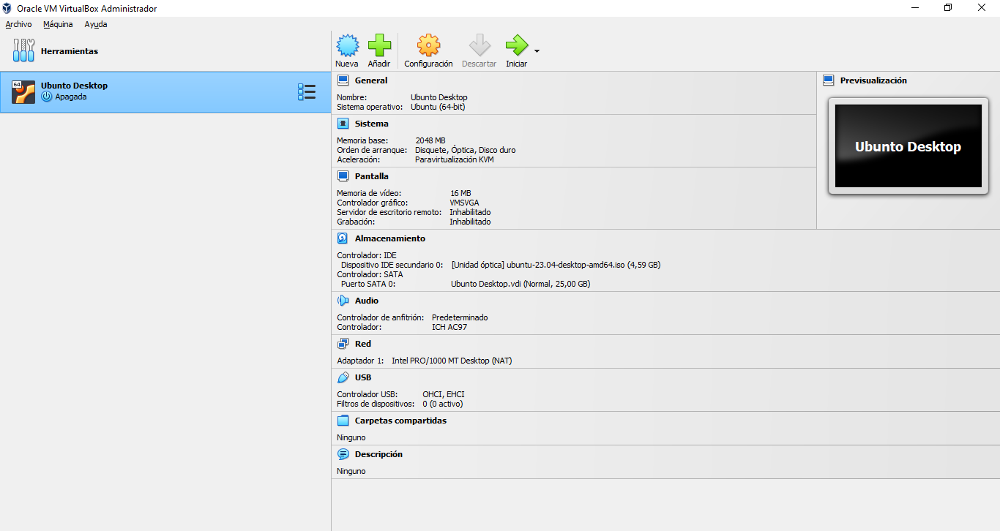 Oracle VM VirtualBox Administrador
Archivo Máquina Ayuda
Herramientas
Nueva Añadir Configuración Descartar Iniciar
64
Ubunto Desktop
Apagada
General
Nombre: Ubunto Desktop
Sistema operativo: Ubuntu (64-bit)
Previsualización
Ubunto Desktop
Sistema
Memoria base: 2048 MB
Orden de arranque: Disquete, Óptica, Disco duro
Aceleración: Paravirtualización KVM
Pantalla
Memoria de vídeo: 16 MB
Controlador gráfico: VMSVGA
Servidor de escritorio remoto: Inhabilitado
Grabación: Inhabilitado
Almacenamiento
Controlador: IDE
Dispositivo IDE secundario 0: [Unidad óptica] ubuntu-23.04-desktop-amd64.iso (4,59 GB)
Controlador: SATA
Puerto SATA 0: Ubunto Desktop.vdi (Normal, 25,00 GB)
Audio
Controlador de anfitrión: Predeterminado
Controlador: ICH AC97
Red
Adaptador 1: Intel PRO/1000 MT Desktop (NAT)
USB
Controlador USB: OHCI, EHCI
Filtros de dispositivos: 0 (0 activo)
Carpetas compartidas
Ninguno
Descripción
Ninguno